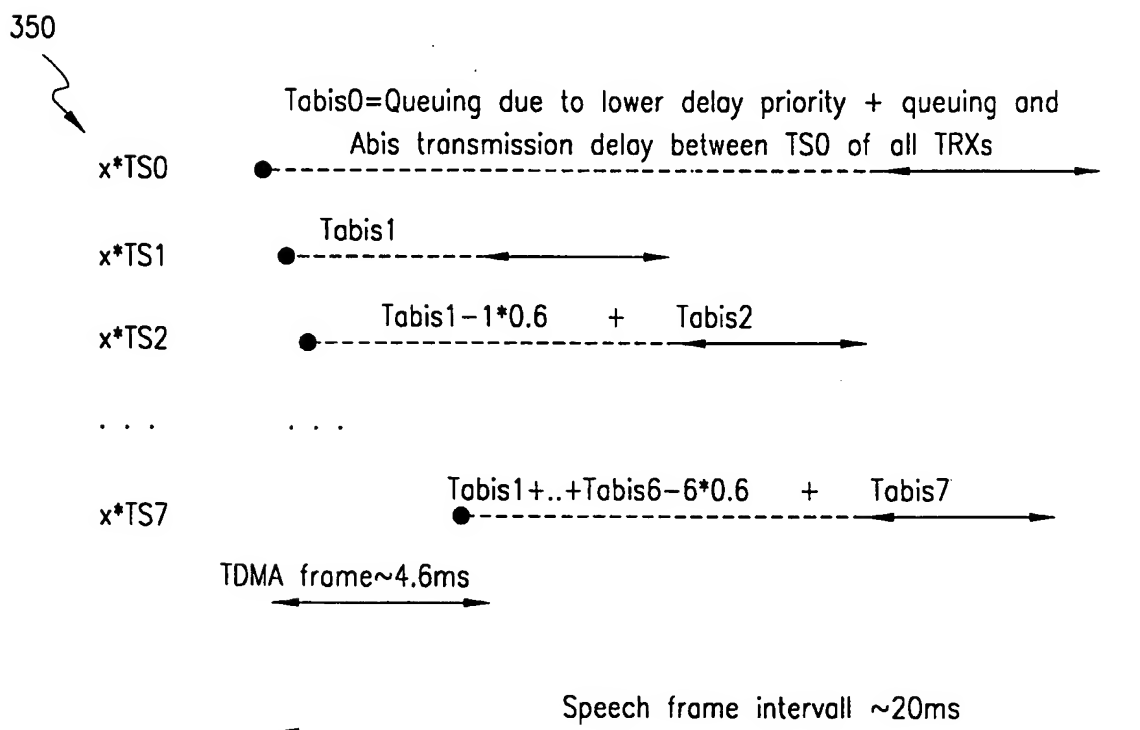 350
Tabis0=Queuing due to lower delay priority + queuing and
Abis transmission delay between TS0 of all TRXs
x*TS0
Tabis1
x*TS1
Tabis1-1*0.6 + Tabis2
x*TS2
. . . . . .
Tabis1+..+Tabis6-6*0.6 + Tabis7
x*TS7
TDMA frame~4.6ms
Speech frame intervall ~20ms